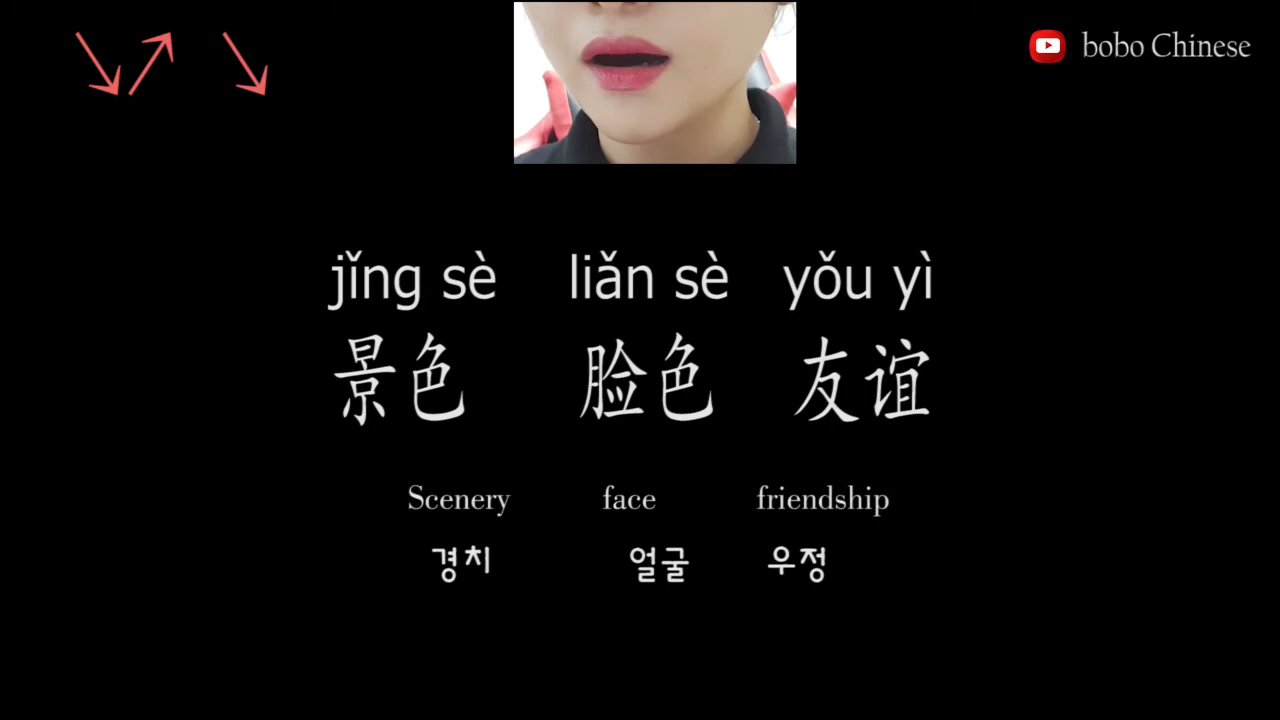 bobo Chinese
jǐng sè liǎn sè yǒu yì
景色 脸色 友谊
Scenery face friendship
경치 얼굴 우정